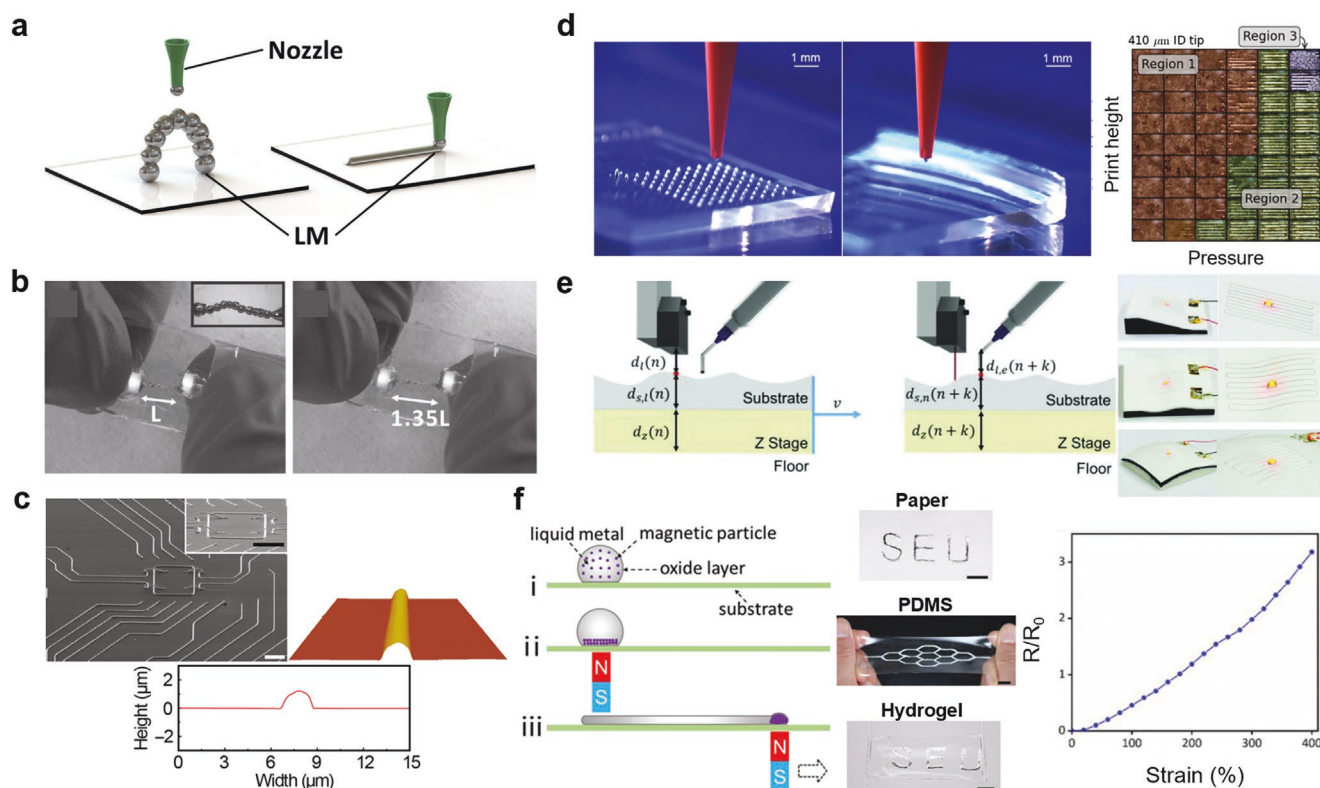 a
Nozzle
LM
b
L
1.35L
c
Height (µm)
2
0
−2
0
3
6
9
12
15
Width (µm)
d
1 mm
1 mm
410 µm ID tip
Region 3
Region 1
Region 2
Print height
Pressure
e
d_l(n)
d_{s,l}(n)
d_z(n)
Substrate
Z Stage
Floor
v
d_{l,e}(n + k)
d_{s,n}(n + k)
d_z(n + k)
Substrate
Z Stage
Floor
f
liquid metal
magnetic particle
oxide layer
i
substrate
ii
N
S
iii
N
S
Paper
SEU
PDMS
Hydrogel
SEU
R/R₀
3
2
1
0
0
100
200
300
400
Strain (%)